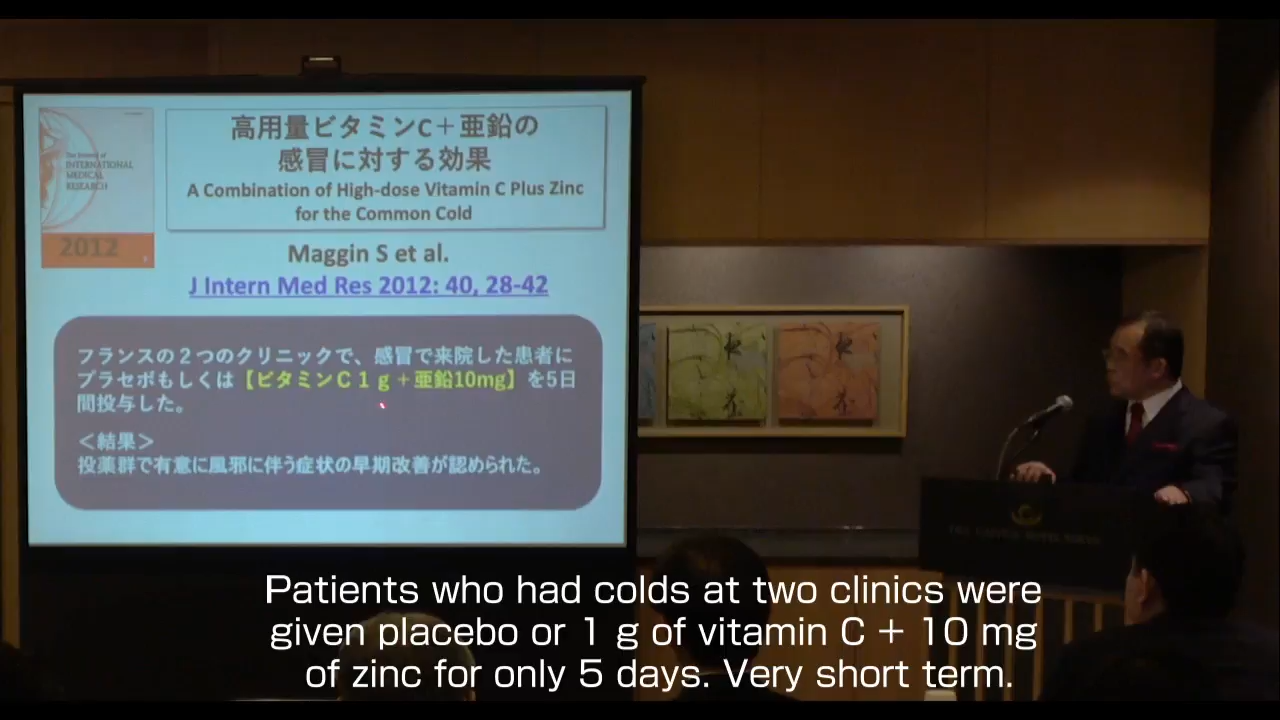 The Journal of
INTERNATIONAL
MEDICAL
RESEARCH
2012
高用量ビタミンC＋亜鉛の
感冒に対する効果
A Combination of High-dose Vitamin C Plus Zinc
for the Common Cold
Maggin S et al.
J Intern Med Res 2012: 40, 28-42
フランスの２つのクリニックで、感冒で来院した患者に
プラセボもしくは【ビタミンＣ１ｇ＋亜鉛10mg】を5日
間投与した。
＜結果＞
投薬群で有意に風邪に伴う症状の早期改善が認められた。
Patients who had colds at two clinics were
given placebo or 1 g of vitamin C + 10 mg
of zinc for only 5 days. Very short term.